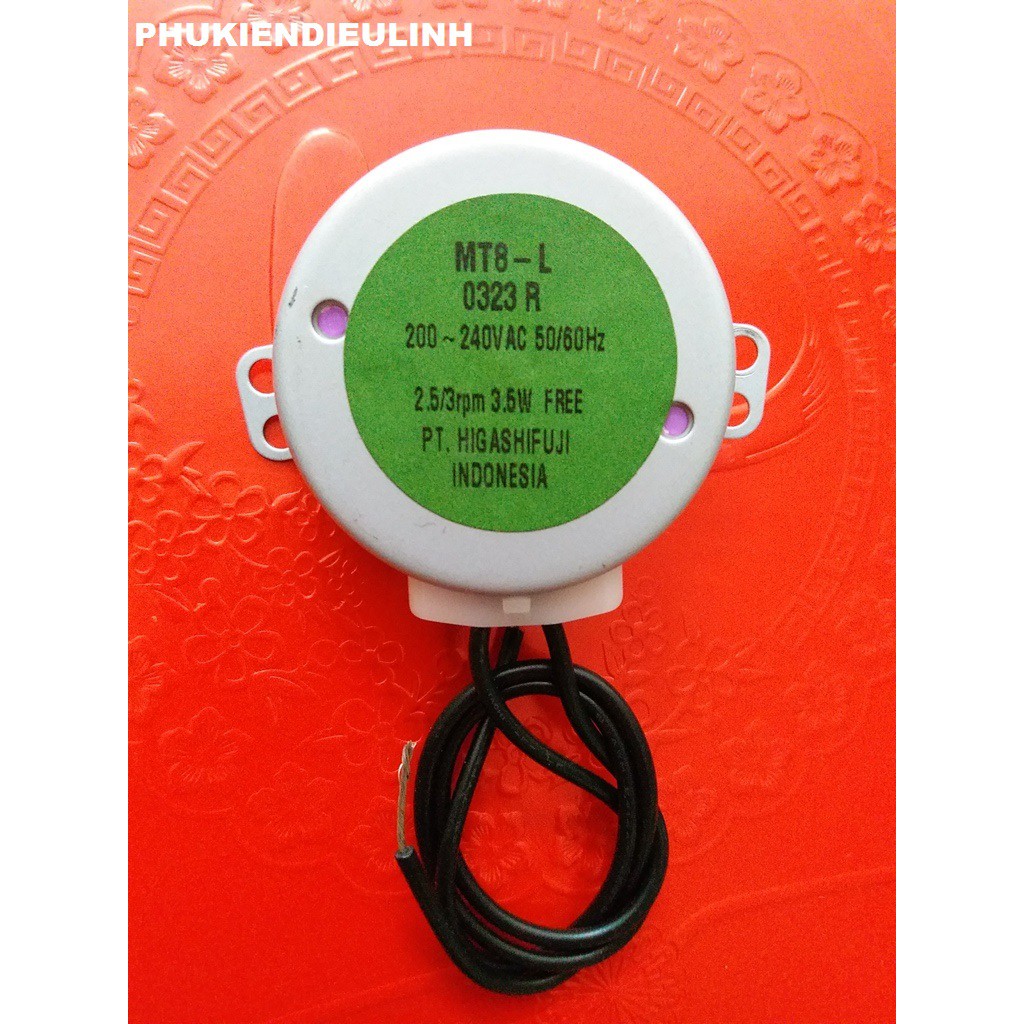 PHUKIENDIEULINH
MT8-L
0323 R
200 ~ 240VAC 50/60Hz
2.5/3rpm 3.5W FREE
PT. HIGASHIFUJI
INDONESIA